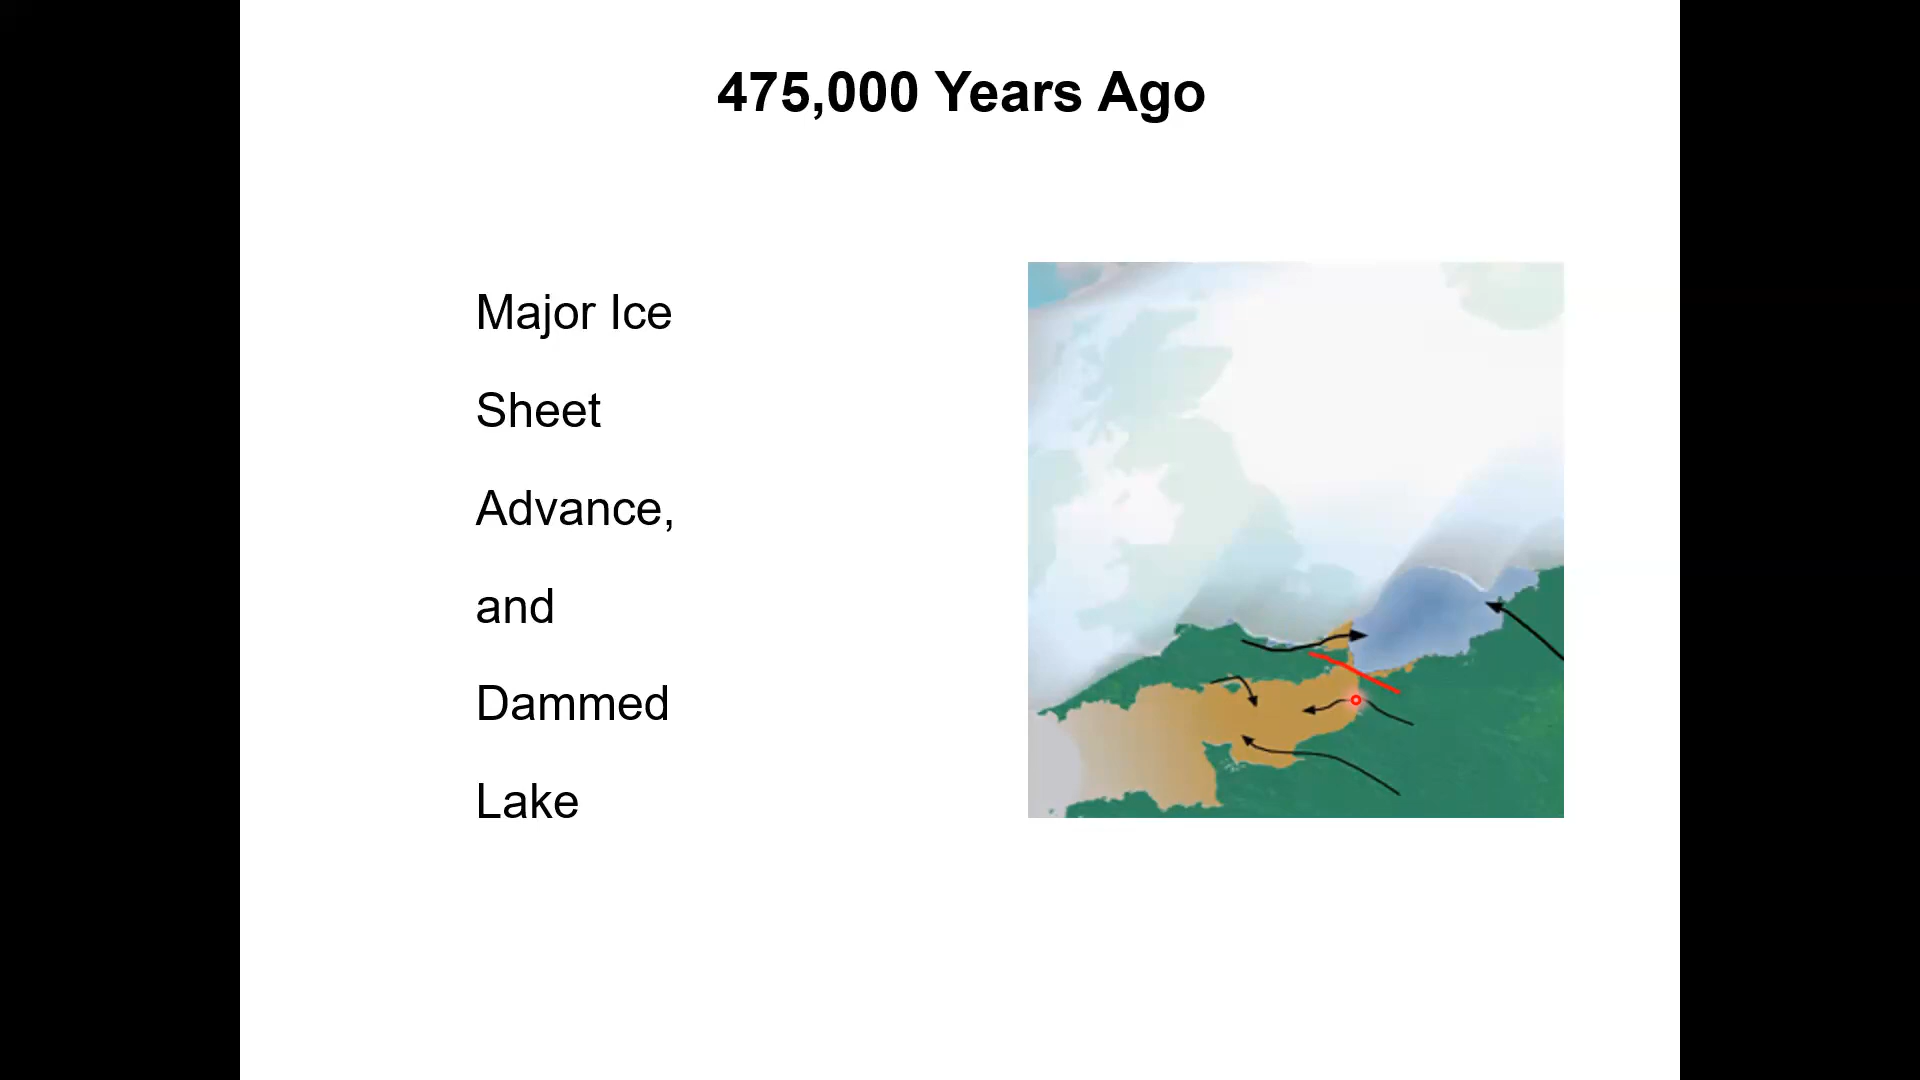 475,000 Years Ago
Major Ice
Sheet
Advance,
and
Dammed
Lake